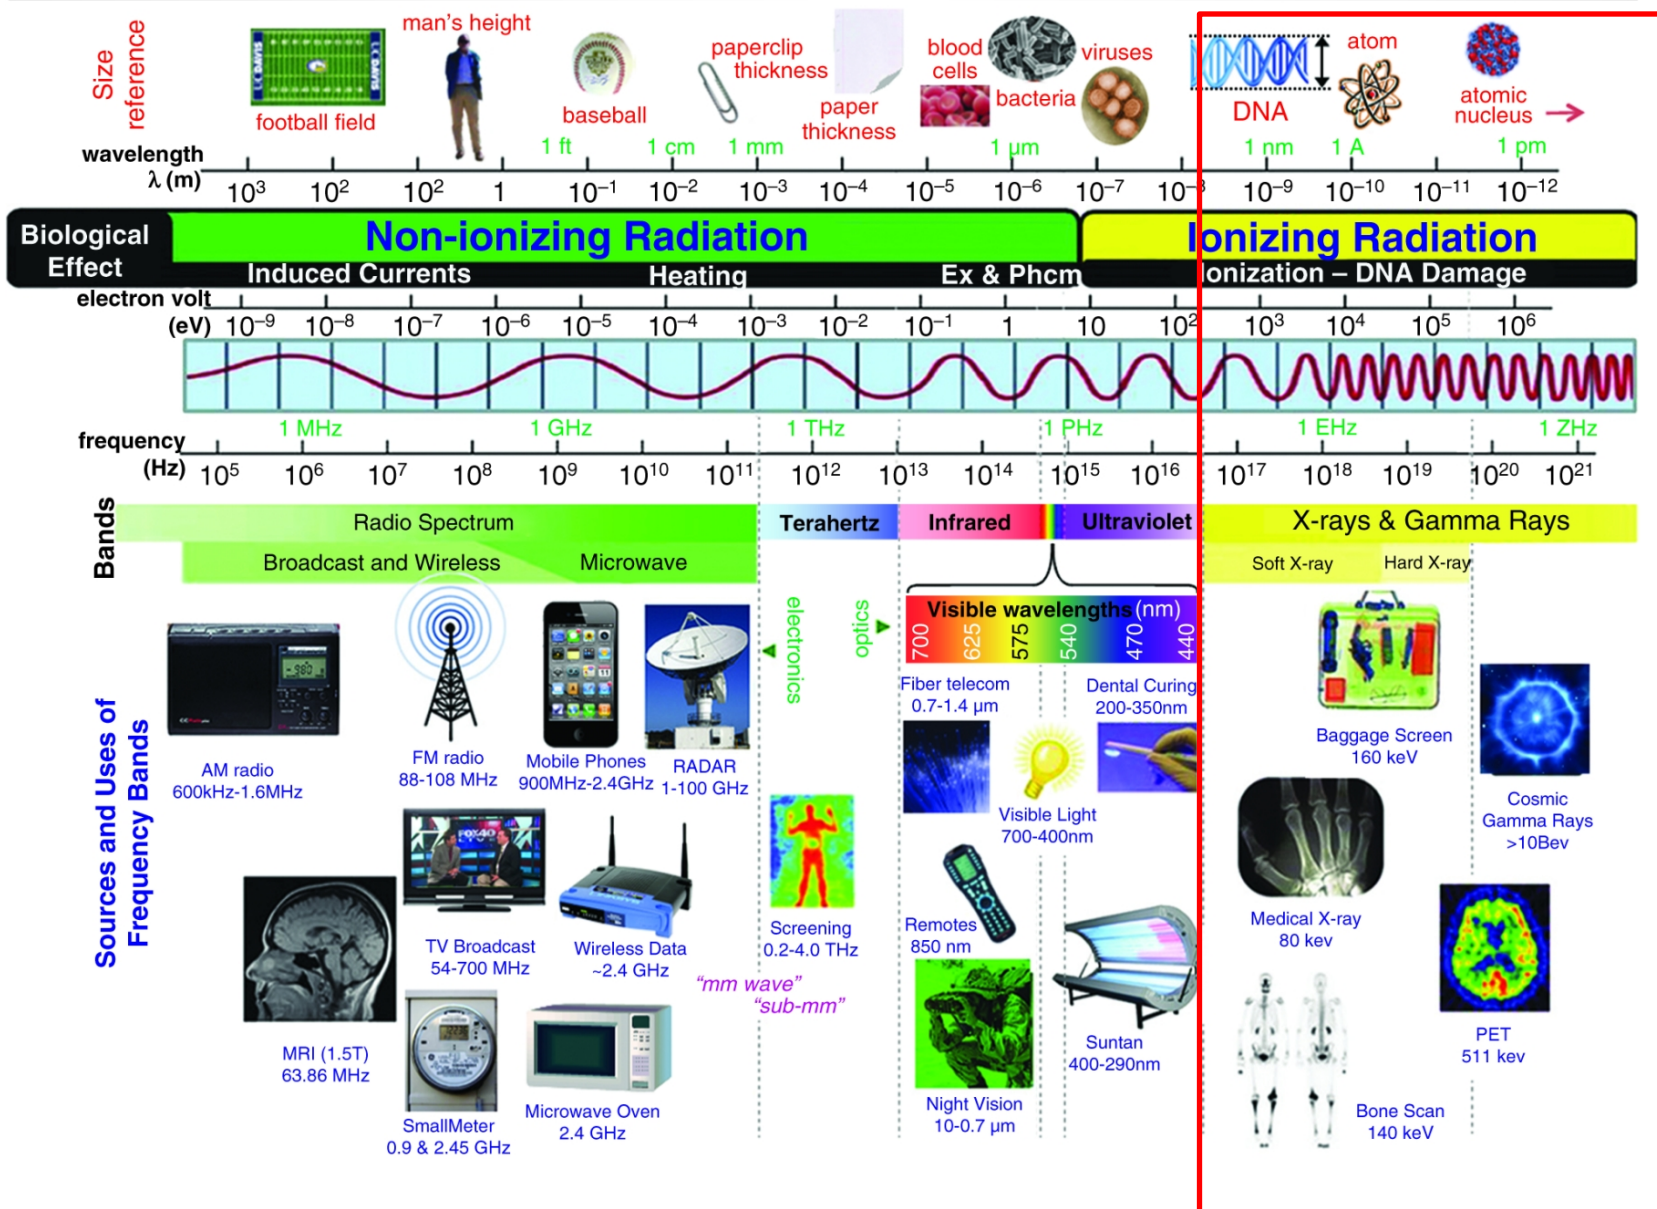 Size reference
football field
man's height
baseball
paperclip thickness
paper thickness
blood cells
bacteria
viruses
DNA
atom
atomic nucleus
wavelength λ (m)
1 ft 1 cm 1 mm 1 µm 1 nm 1 A 1 pm
10³ 10² 10² 1 10⁻¹ 10⁻² 10⁻³ 10⁻⁴ 10⁻⁵ 10⁻⁶ 10⁻⁷ 10⁻⁸ 10⁻⁹ 10⁻¹⁰ 10⁻¹¹ 10⁻¹²
Biological Effect
Non-ionizing Radiation
Ionizing Radiation
Induced Currents Heating Ex & Phcm Ionization – DNA Damage
electron volt (eV)
10⁻⁹ 10⁻⁸ 10⁻⁷ 10⁻⁶ 10⁻⁵ 10⁻⁴ 10⁻³ 10⁻² 10⁻¹ 1 10 10² 10³ 10⁴ 10⁵ 10⁶
frequency (Hz)
1 MHz 1 GHz 1 THz 1 PHz 1 EHz 1 ZHz
10⁵ 10⁶ 10⁷ 10⁸ 10⁹ 10¹⁰ 10¹¹ 10¹² 10¹³ 10¹⁴ 10¹⁵ 10¹⁶ 10¹⁷ 10¹⁸ 10¹⁹ 10²⁰ 10²¹
Bands
Radio Spectrum Terahertz Infrared Ultraviolet X-rays & Gamma Rays
Broadcast and Wireless Microwave Soft X-ray Hard X-ray
Sources and Uses of Frequency Bands
electronics
optics
Visible wavelengths (nm)
700 625 575 540 470 440
AM radio
600kHz-1.6MHz
FM radio
88-108 MHz
Mobile Phones
900MHz-2.4GHz
RADAR
1-100 GHz
Fiber telecom
0.7-1.4 µm
Dental Curing
200-350nm
Visible Light
700-400nm
Baggage Screen
160 keV
Cosmic
Gamma Rays
>10Bev
MRI (1.5T)
63.86 MHz
TV Broadcast
54-700 MHz
Wireless Data
~2.4 GHz
Screening
0.2-4.0 THz
"mm wave"
"sub-mm"
Remotes
850 nm
Medical X-ray
80 kev
SmallMeter
0.9 & 2.45 GHz
Microwave Oven
2.4 GHz
Night Vision
10-0.7 µm
Suntan
400-290nm
Bone Scan
140 keV
PET
511 kev